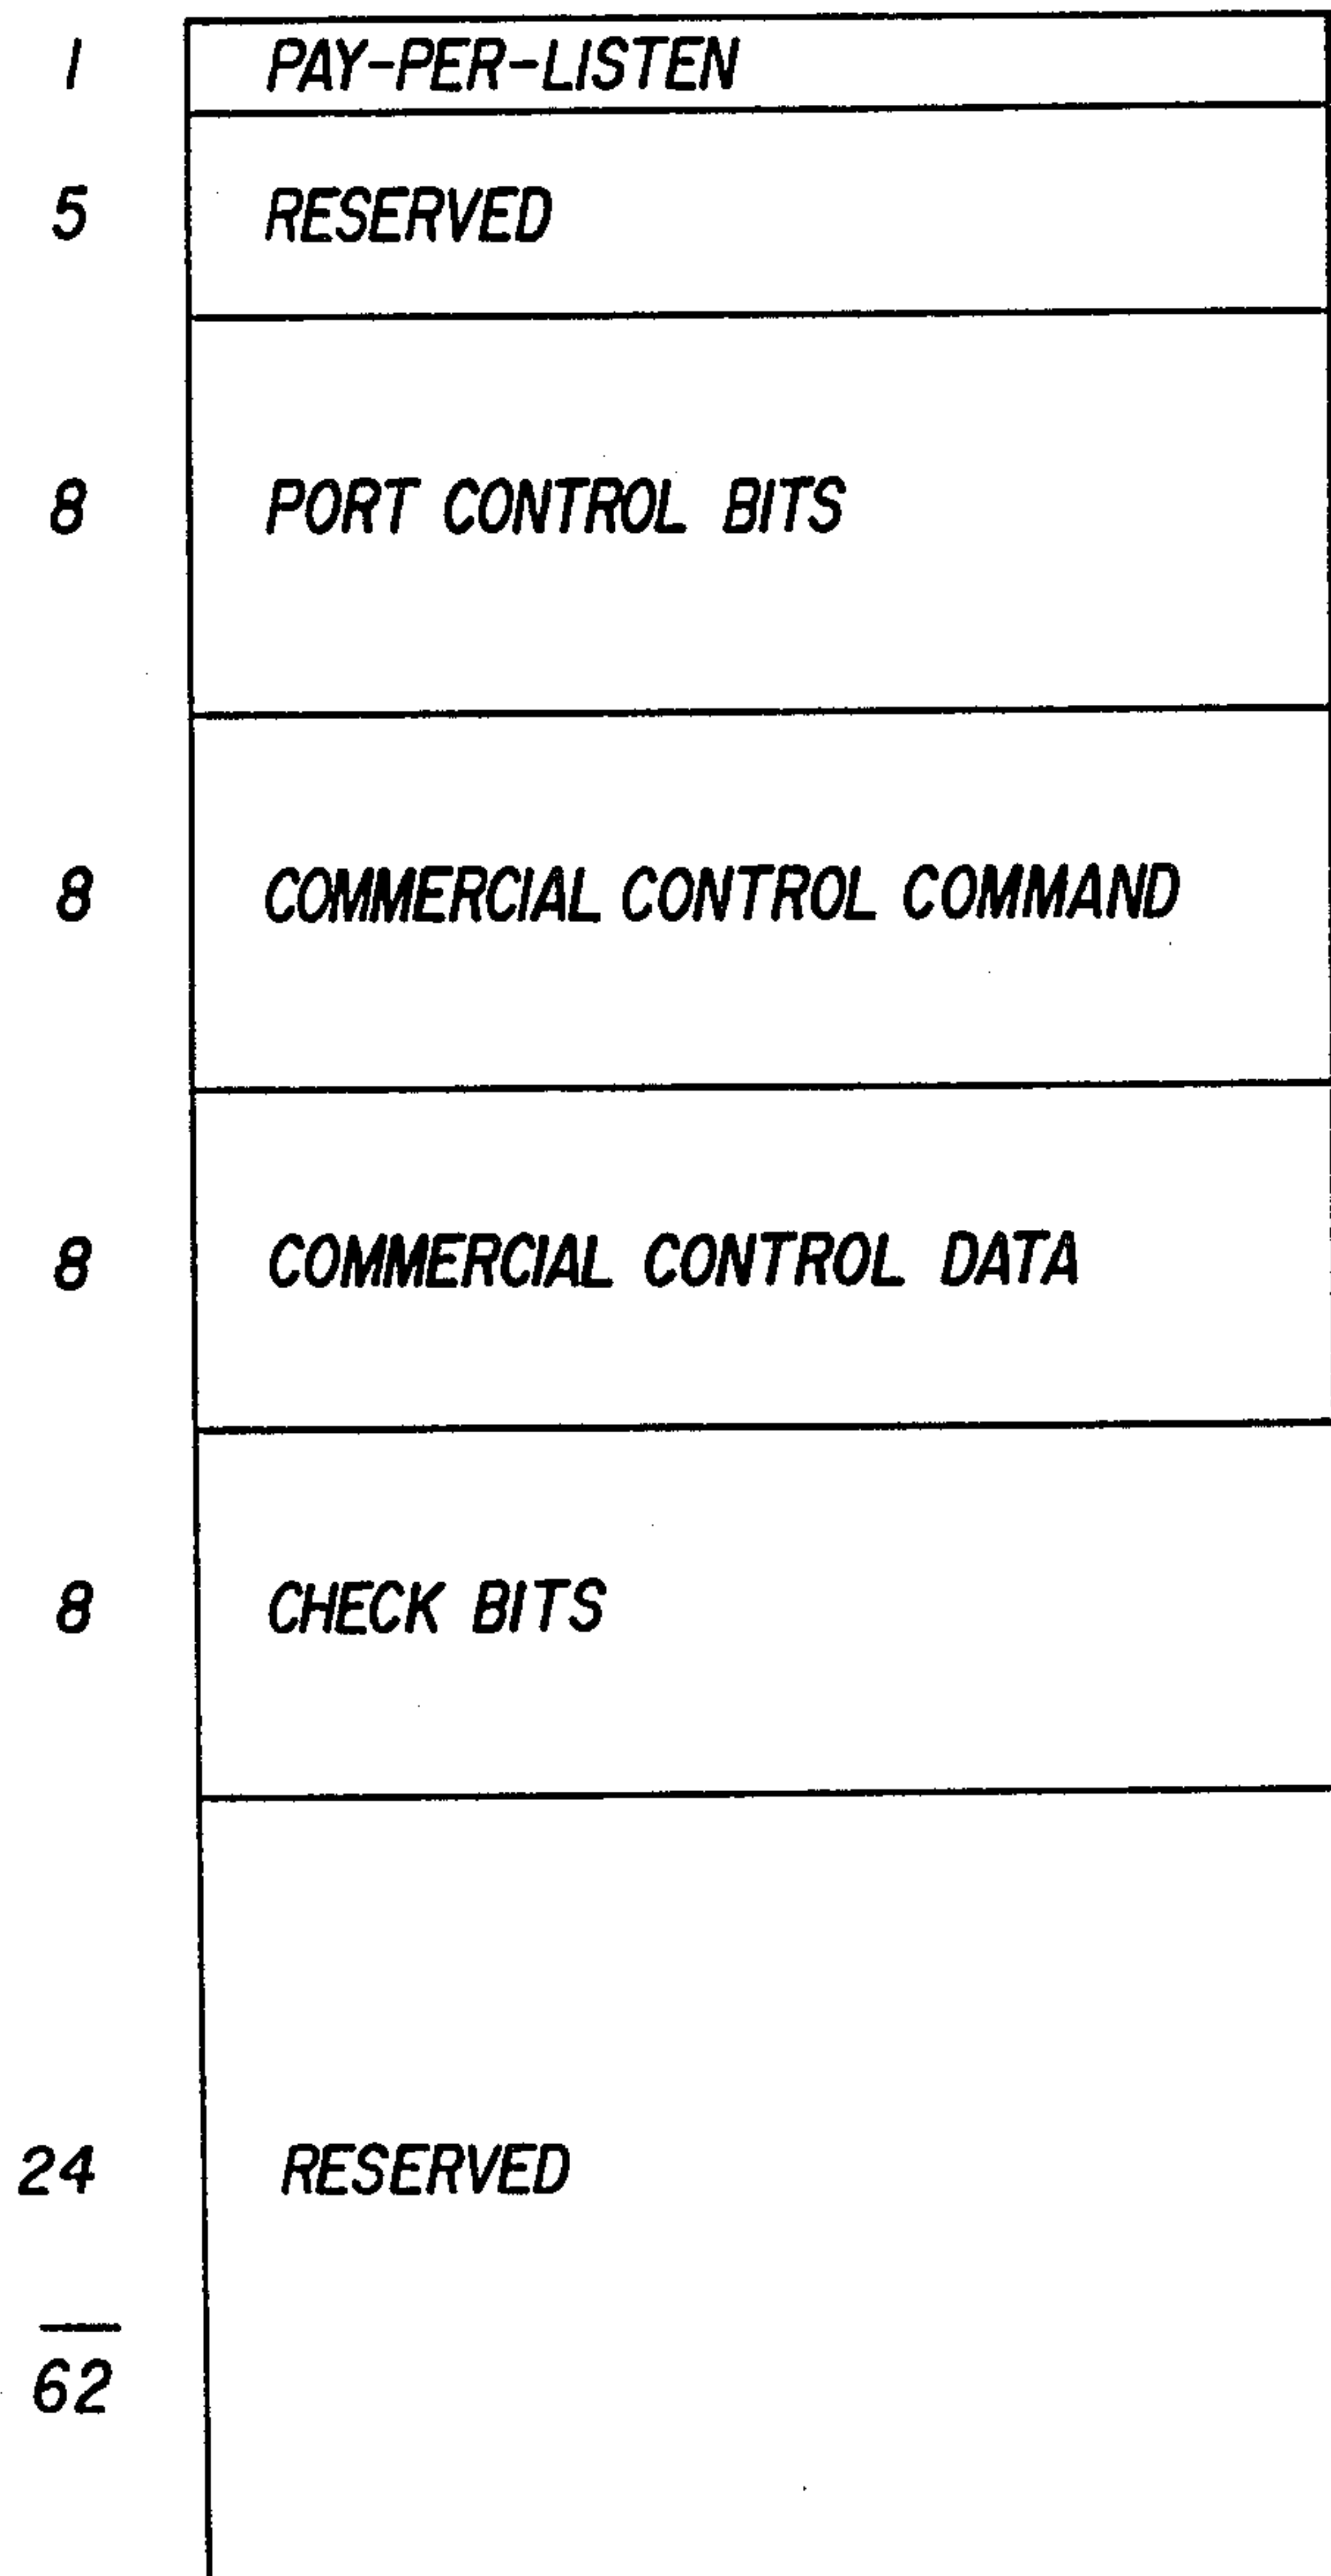 1 PAY-PER-LISTEN
5 RESERVED
8 PORT CONTROL BITS
8 COMMERCIAL CONTROL COMMAND
8 COMMERCIAL CONTROL DATA
8 CHECK BITS
24 RESERVED
62